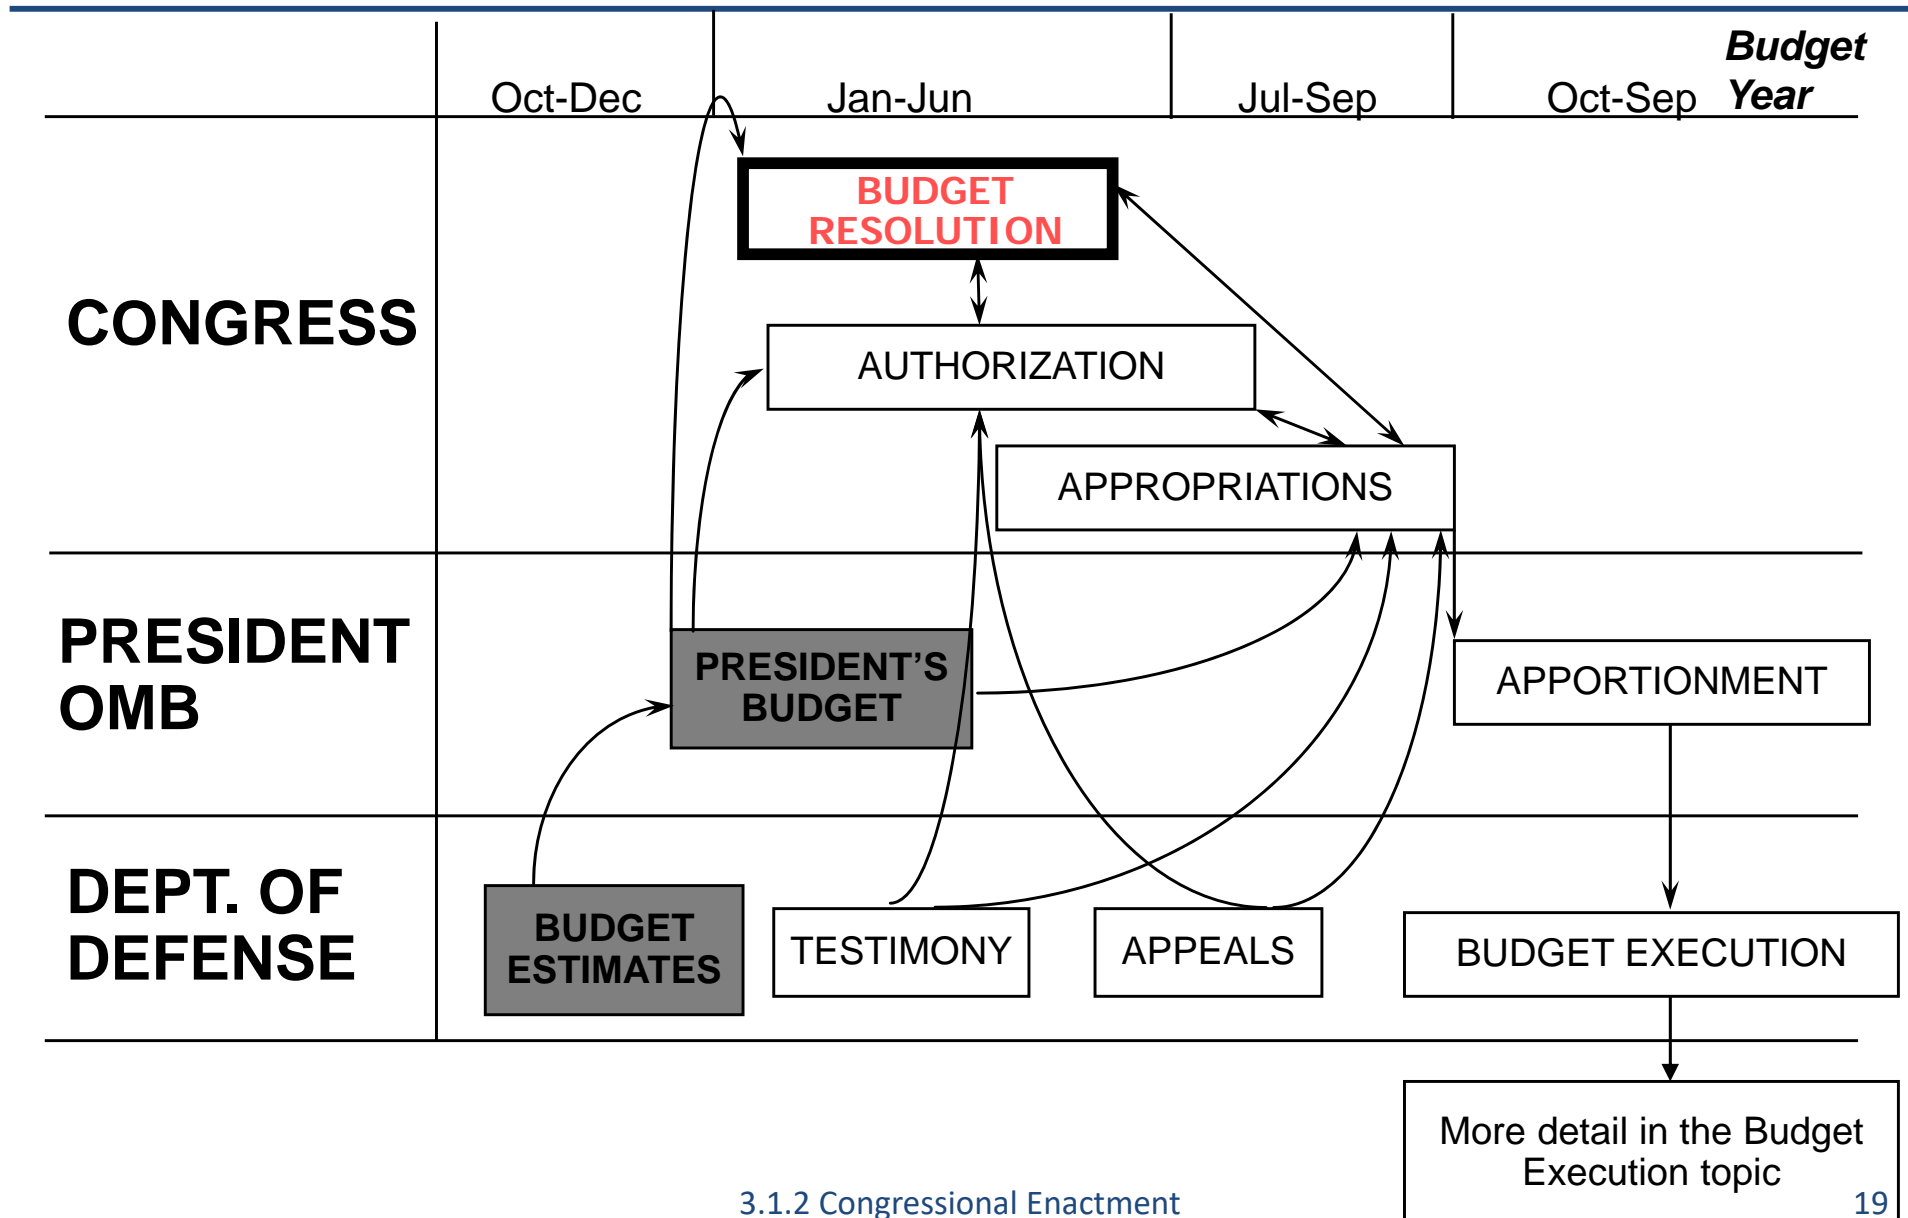 Budget
Year
Oct-Dec
Jan-Jun
Jul-Sep
Oct-Sep
CONGRESS
BUDGET
RESOLUTION
AUTHORIZATION
APPROPRIATIONS
PRESIDENT
OMB
PRESIDENT’S
BUDGET
APPORTIONMENT
DEPT. OF
DEFENSE
BUDGET
ESTIMATES
TESTIMONY
APPEALS
BUDGET EXECUTION
More detail in the Budget
Execution topic
3.1.2 Congressional Enactment
19